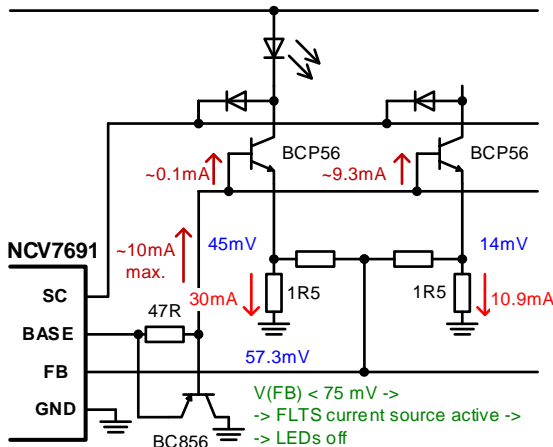 BCP56
BCP56
~0.1mA
~9.3mA
NCV7691
~10mA
max.
45mV
14mV
SC
47R
30mA
1R5
1R5
10.9mA
BASE
FB
57.3mV
GND
BC856
V(FB) < 75 mV ->
-> FLTS current source active ->
-> LEDs off